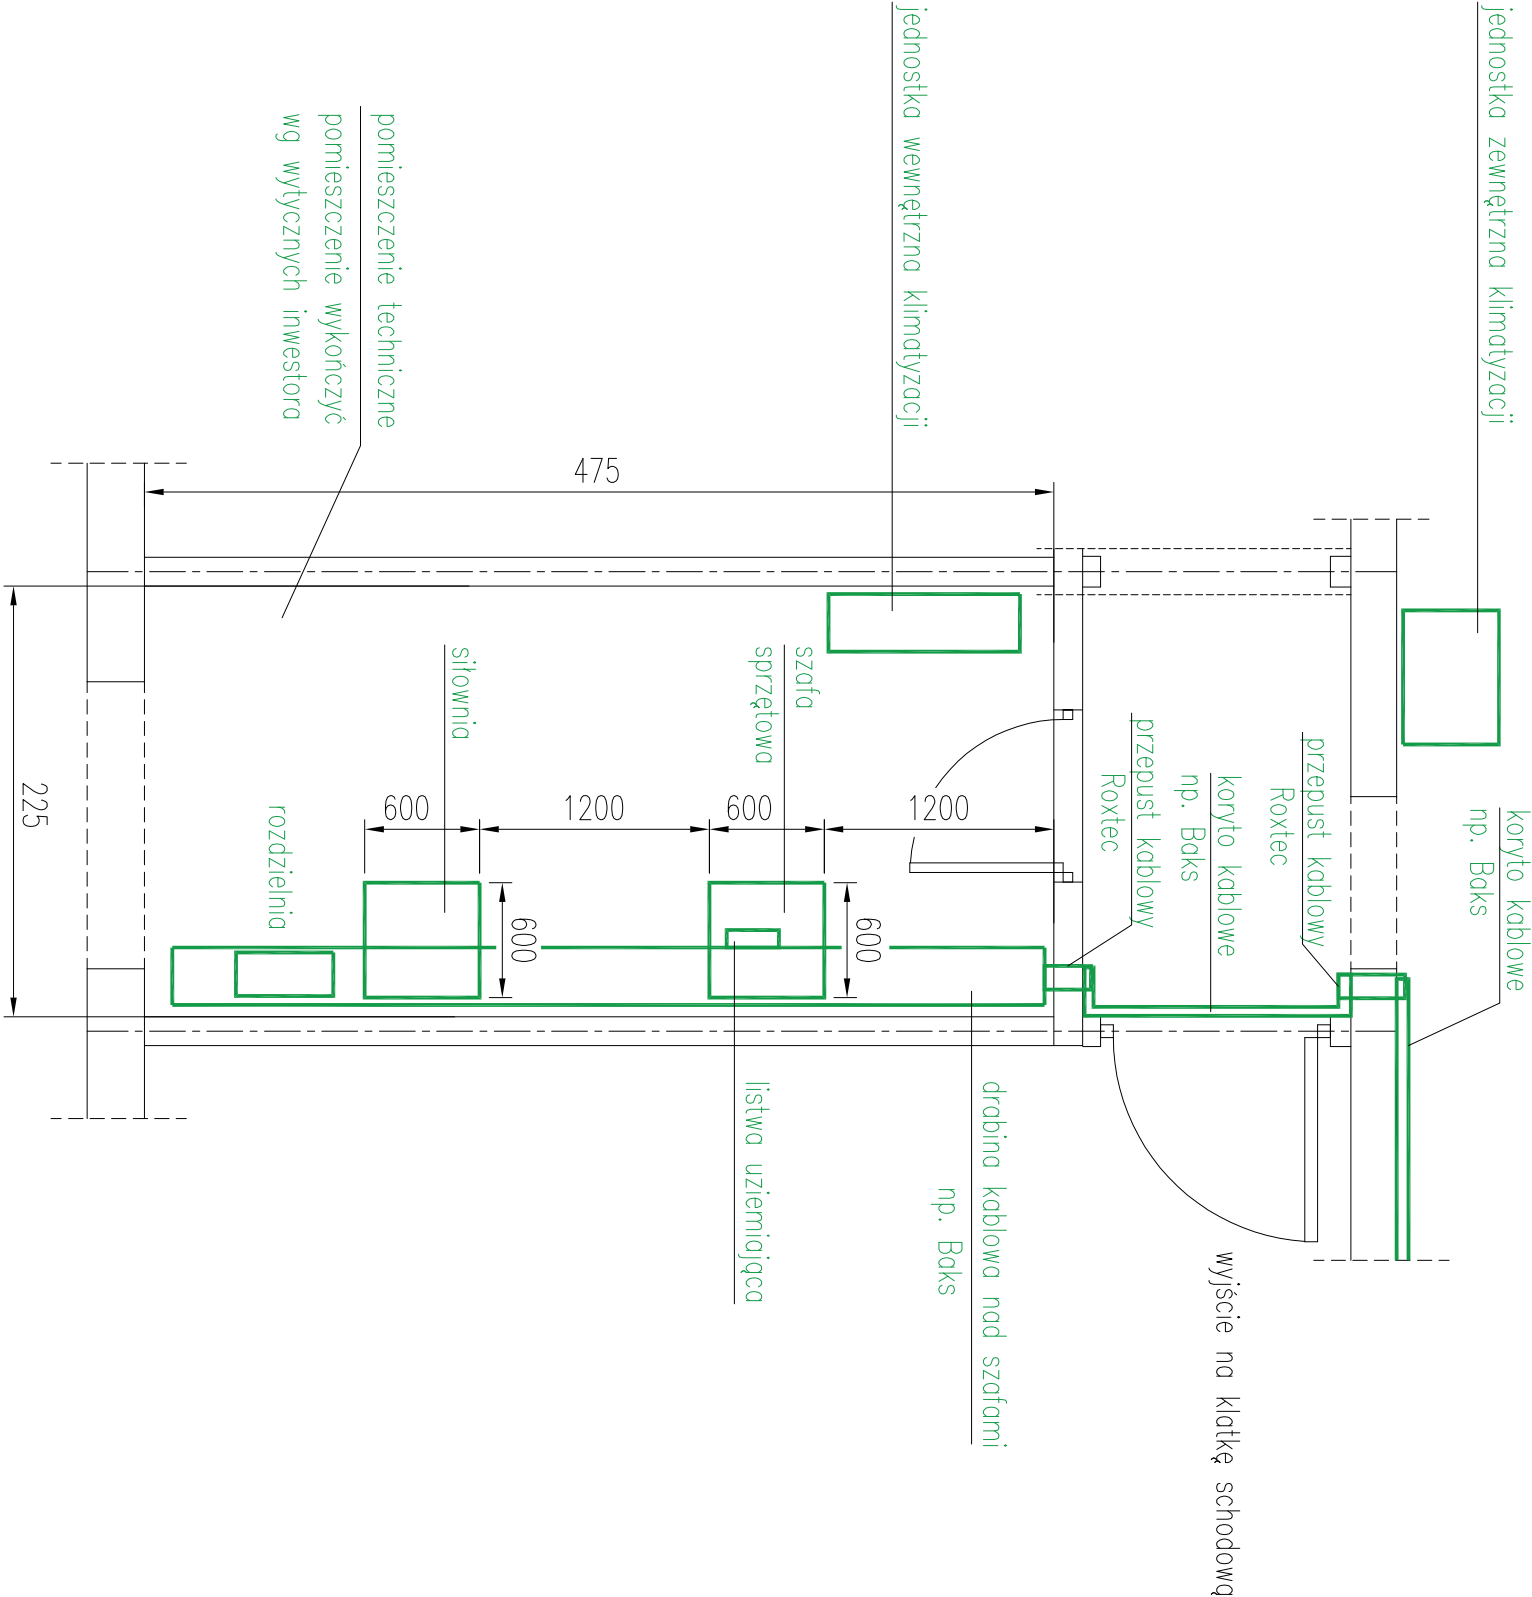 jednostka zewnętrzna klimatyzacji
koryto kablowe
np. Baks
przepust kablowy
Roxtec
koryto kablowe
np. Baks
wyjście na klatkę schodową
przepust kablowy
Roxtec
drabina kablowa nad szafami
np. Baks
jednostka wewnętrzna klimatyzacji
szafa
sprzętowa
listwa uziemiająca
siłownia
rozdzielnia
pomieszczenie techniczne
pomieszczenie wykończyć
wg wytycznych inwestora
475
225
600
1200
600
1200
600
600